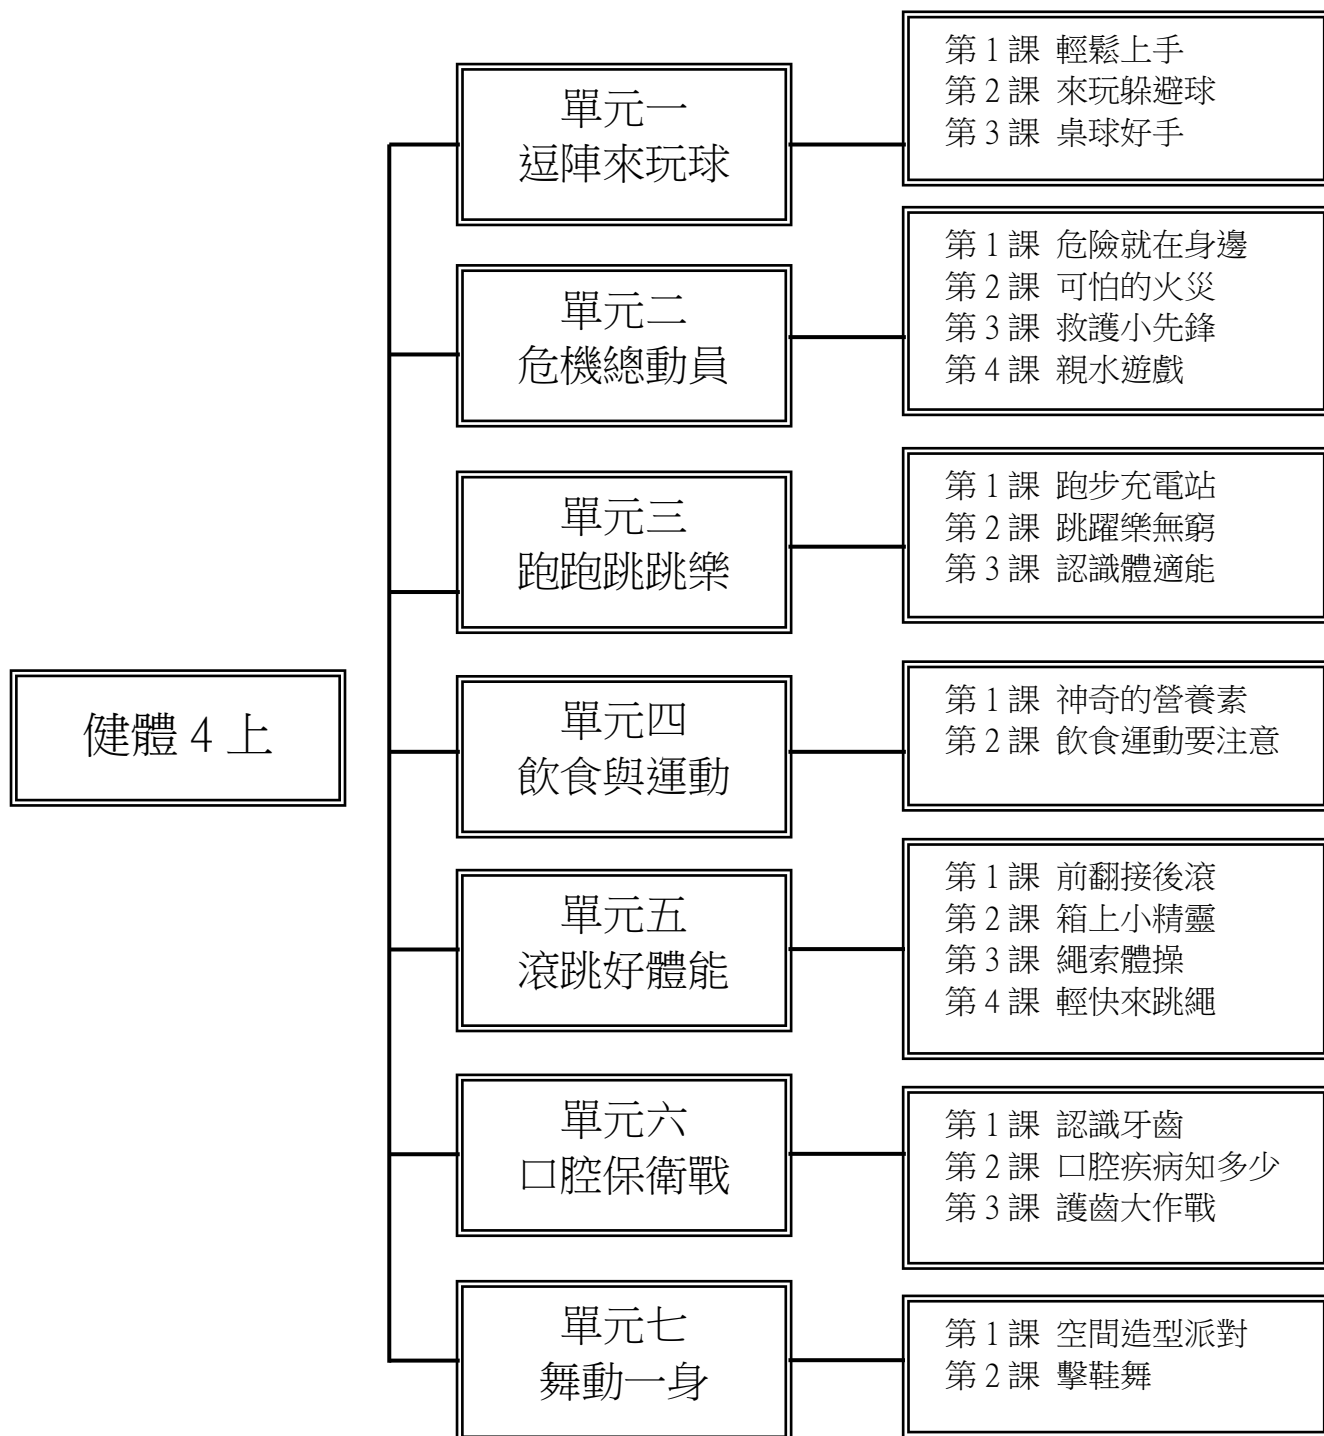 健體 4 上
單元一
逗陣來玩球
第 1 課 輕鬆上手
第 2 課 來玩躲避球
第 3 課 桌球好手
單元二
危機總動員
第 1 課 危險就在身邊
第 2 課 可怕的火災
第 3 課 救護小先鋒
第 4 課 親水遊戲
單元三
跑跑跳跳樂
第 1 課 跑步充電站
第 2 課 跳躍樂無窮
第 3 課 認識體適能
單元四
飲食與運動
第 1 課 神奇的營養素
第 2 課 飲食運動要注意
單元五
滾跳好體能
第 1 課 前翻接後滾
第 2 課 箱上小精靈
第 3 課 繩索體操
第 4 課 輕快來跳繩
單元六
口腔保衛戰
第 1 課 認識牙齒
第 2 課 口腔疾病知多少
第 3 課 護齒大作戰
單元七
舞動一身
第 1 課 空間造型派對
第 2 課 擊鞋舞